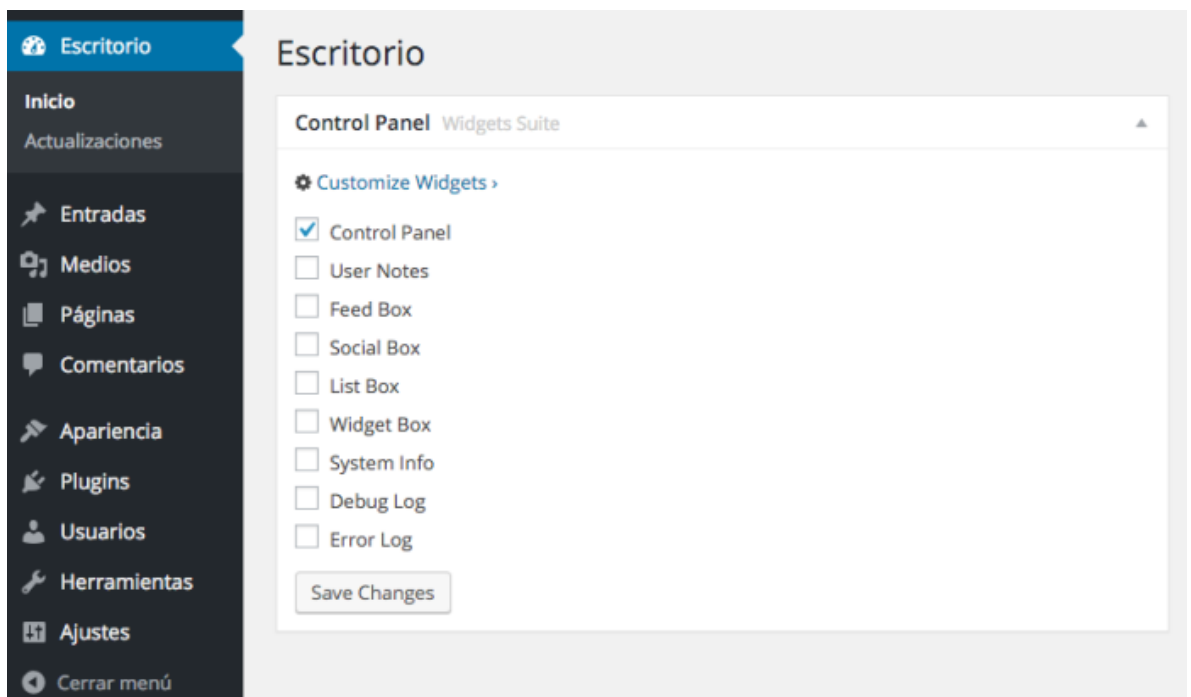 Escritorio
Inicio
Actualizaciones
Entradas
Medios
Páginas
Comentarios
Apariencia
Plugins
Usuarios
Herramientas
Ajustes
Cerrar menú
Escritorio
Control Panel Widgets Suite
Customize Widgets ›
Control Panel
User Notes
Feed Box
Social Box
List Box
Widget Box
System Info
Debug Log
Error Log
Save Changes